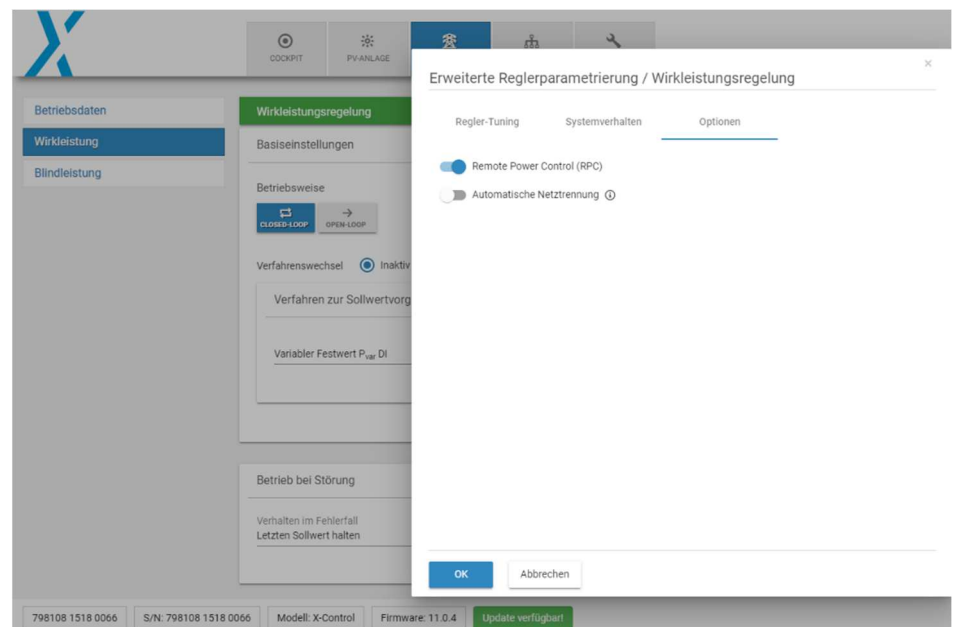 COCKPIT
PV-ANLAGE
Betriebsdaten
Wirkleistung
Blindleistung
Wirkleistungsregelung
Basiseinstellungen
Betriebsweise
CLOSED-LOOP
OPEN-LOOP
Verfahrenswechsel
Inaktiv
Verfahren zur Sollwertvorg
Variabler Festwert Pvar DI
Betrieb bei Störung
Verhalten im Fehlerfall
Letzten Sollwert halten
Erweiterte Reglerparametrierung / Wirkleistungsregelung
×
Regler-Tuning
Systemverhalten
Optionen
Remote Power Control (RPC)
Automatische Netztrennung
OK
Abbrechen
798108 1518 0066
S/N: 798108 1518 0066
Modell: X-Control
Firmware: 11.0.4
Update verfügbar!